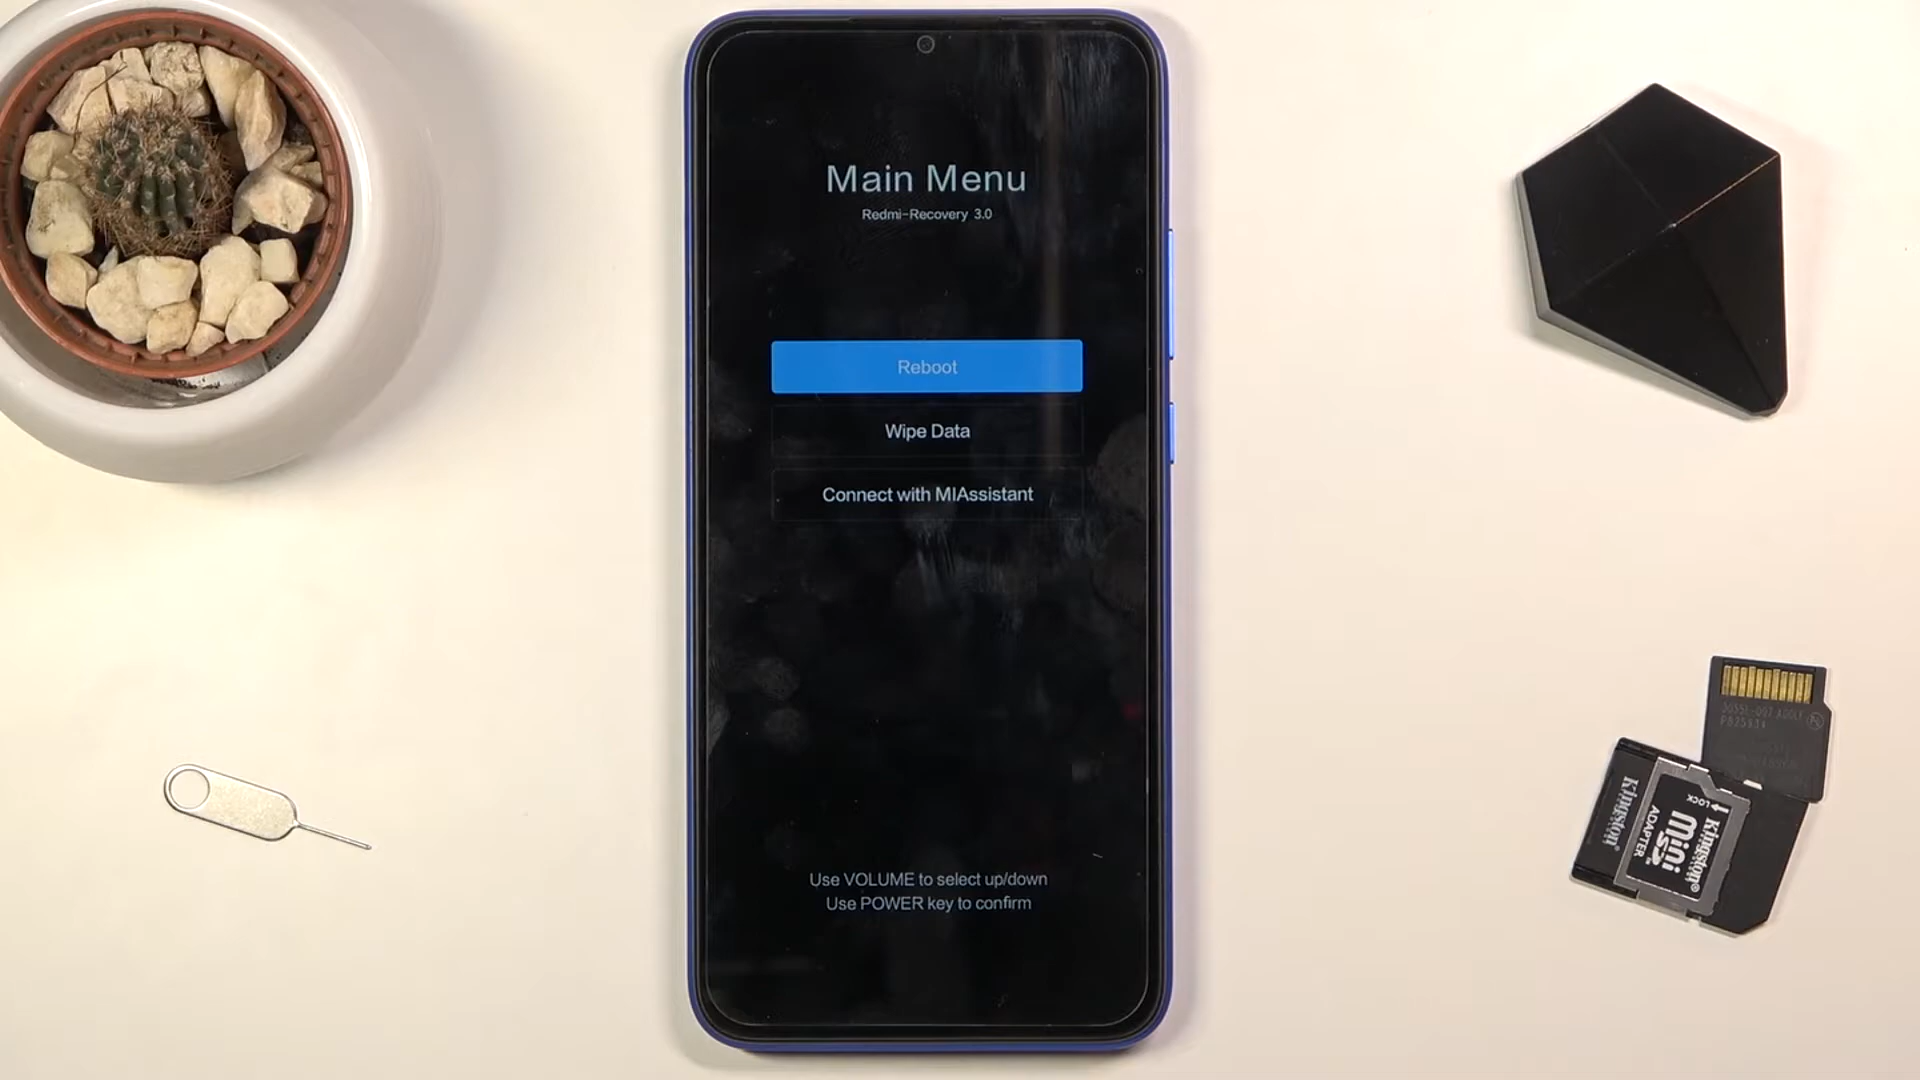 Main Menu
Redmi-Recovery 3.0
Reboot
Wipe Data
Connect with MIAssistant
Use VOLUME to select up/down
Use POWER key to confirm
Kingston
LOCK
Kingston
mini
ADAPTER